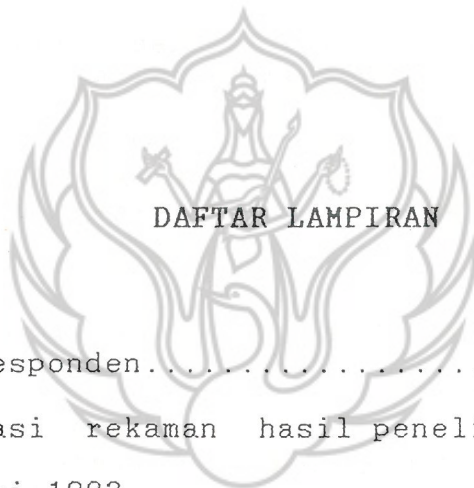 DAFTAR LAMPIRAN
esponden....................
asi rekaman hasil penel